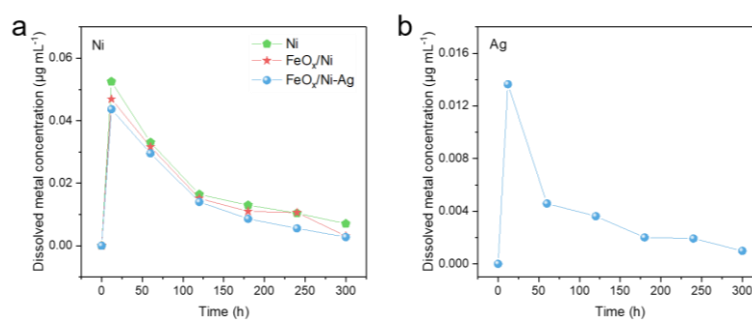 a
Ni
Ni
FeOₓ/Ni
FeOₓ/Ni-Ag
Dissolved metal concentration (μg mL⁻¹)
0.06
0.04
0.02
0.00
0 50 100 150 200 250 300
Time (h)
b
Ag
Dissolved metal concentration (μg mL⁻¹)
0.016
0.012
0.008
0.004
0.000
0 50 100 150 200 250 300
Time (h)